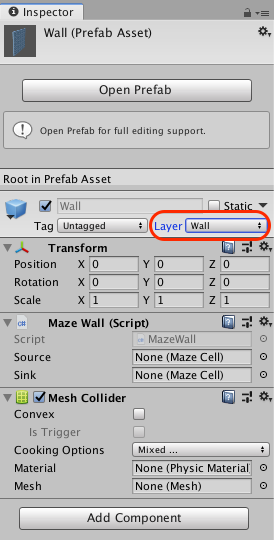 Inspector
Wall (Prefab Asset)
Open Prefab
Open Prefab for full editing support.
Root in Prefab Asset
Wall Static
Tag Untagged Layer Wall
Transform
Position X 0 Y 0 Z 0
Rotation X 0 Y 0 Z 0
Scale X 1 Y 1 Z 1
Maze Wall (Script)
Script MazeWall
Source None (Maze Cell)
Sink None (Maze Cell)
Mesh Collider
Convex
Is Trigger
Cooking Options Mixed ...
Material None (Physic Material)
Mesh None (Mesh)
Add Component